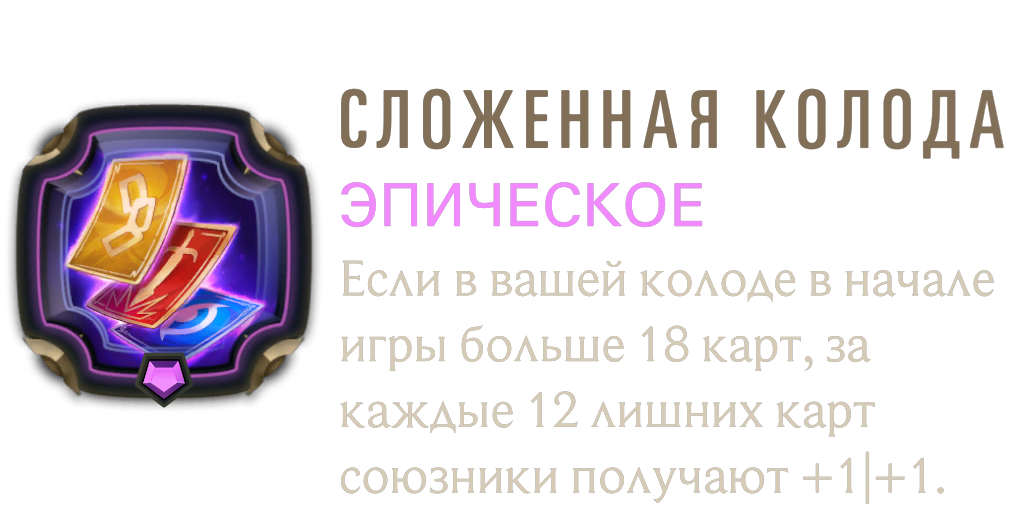 СЛОЖЕННАЯ КОЛОДА
ЭПИЧЕСКОЕ
Если в вашей колоде в начале
игры больше 18 карт, за
каждые 12 лишних карт
союзники получают +1|+1.